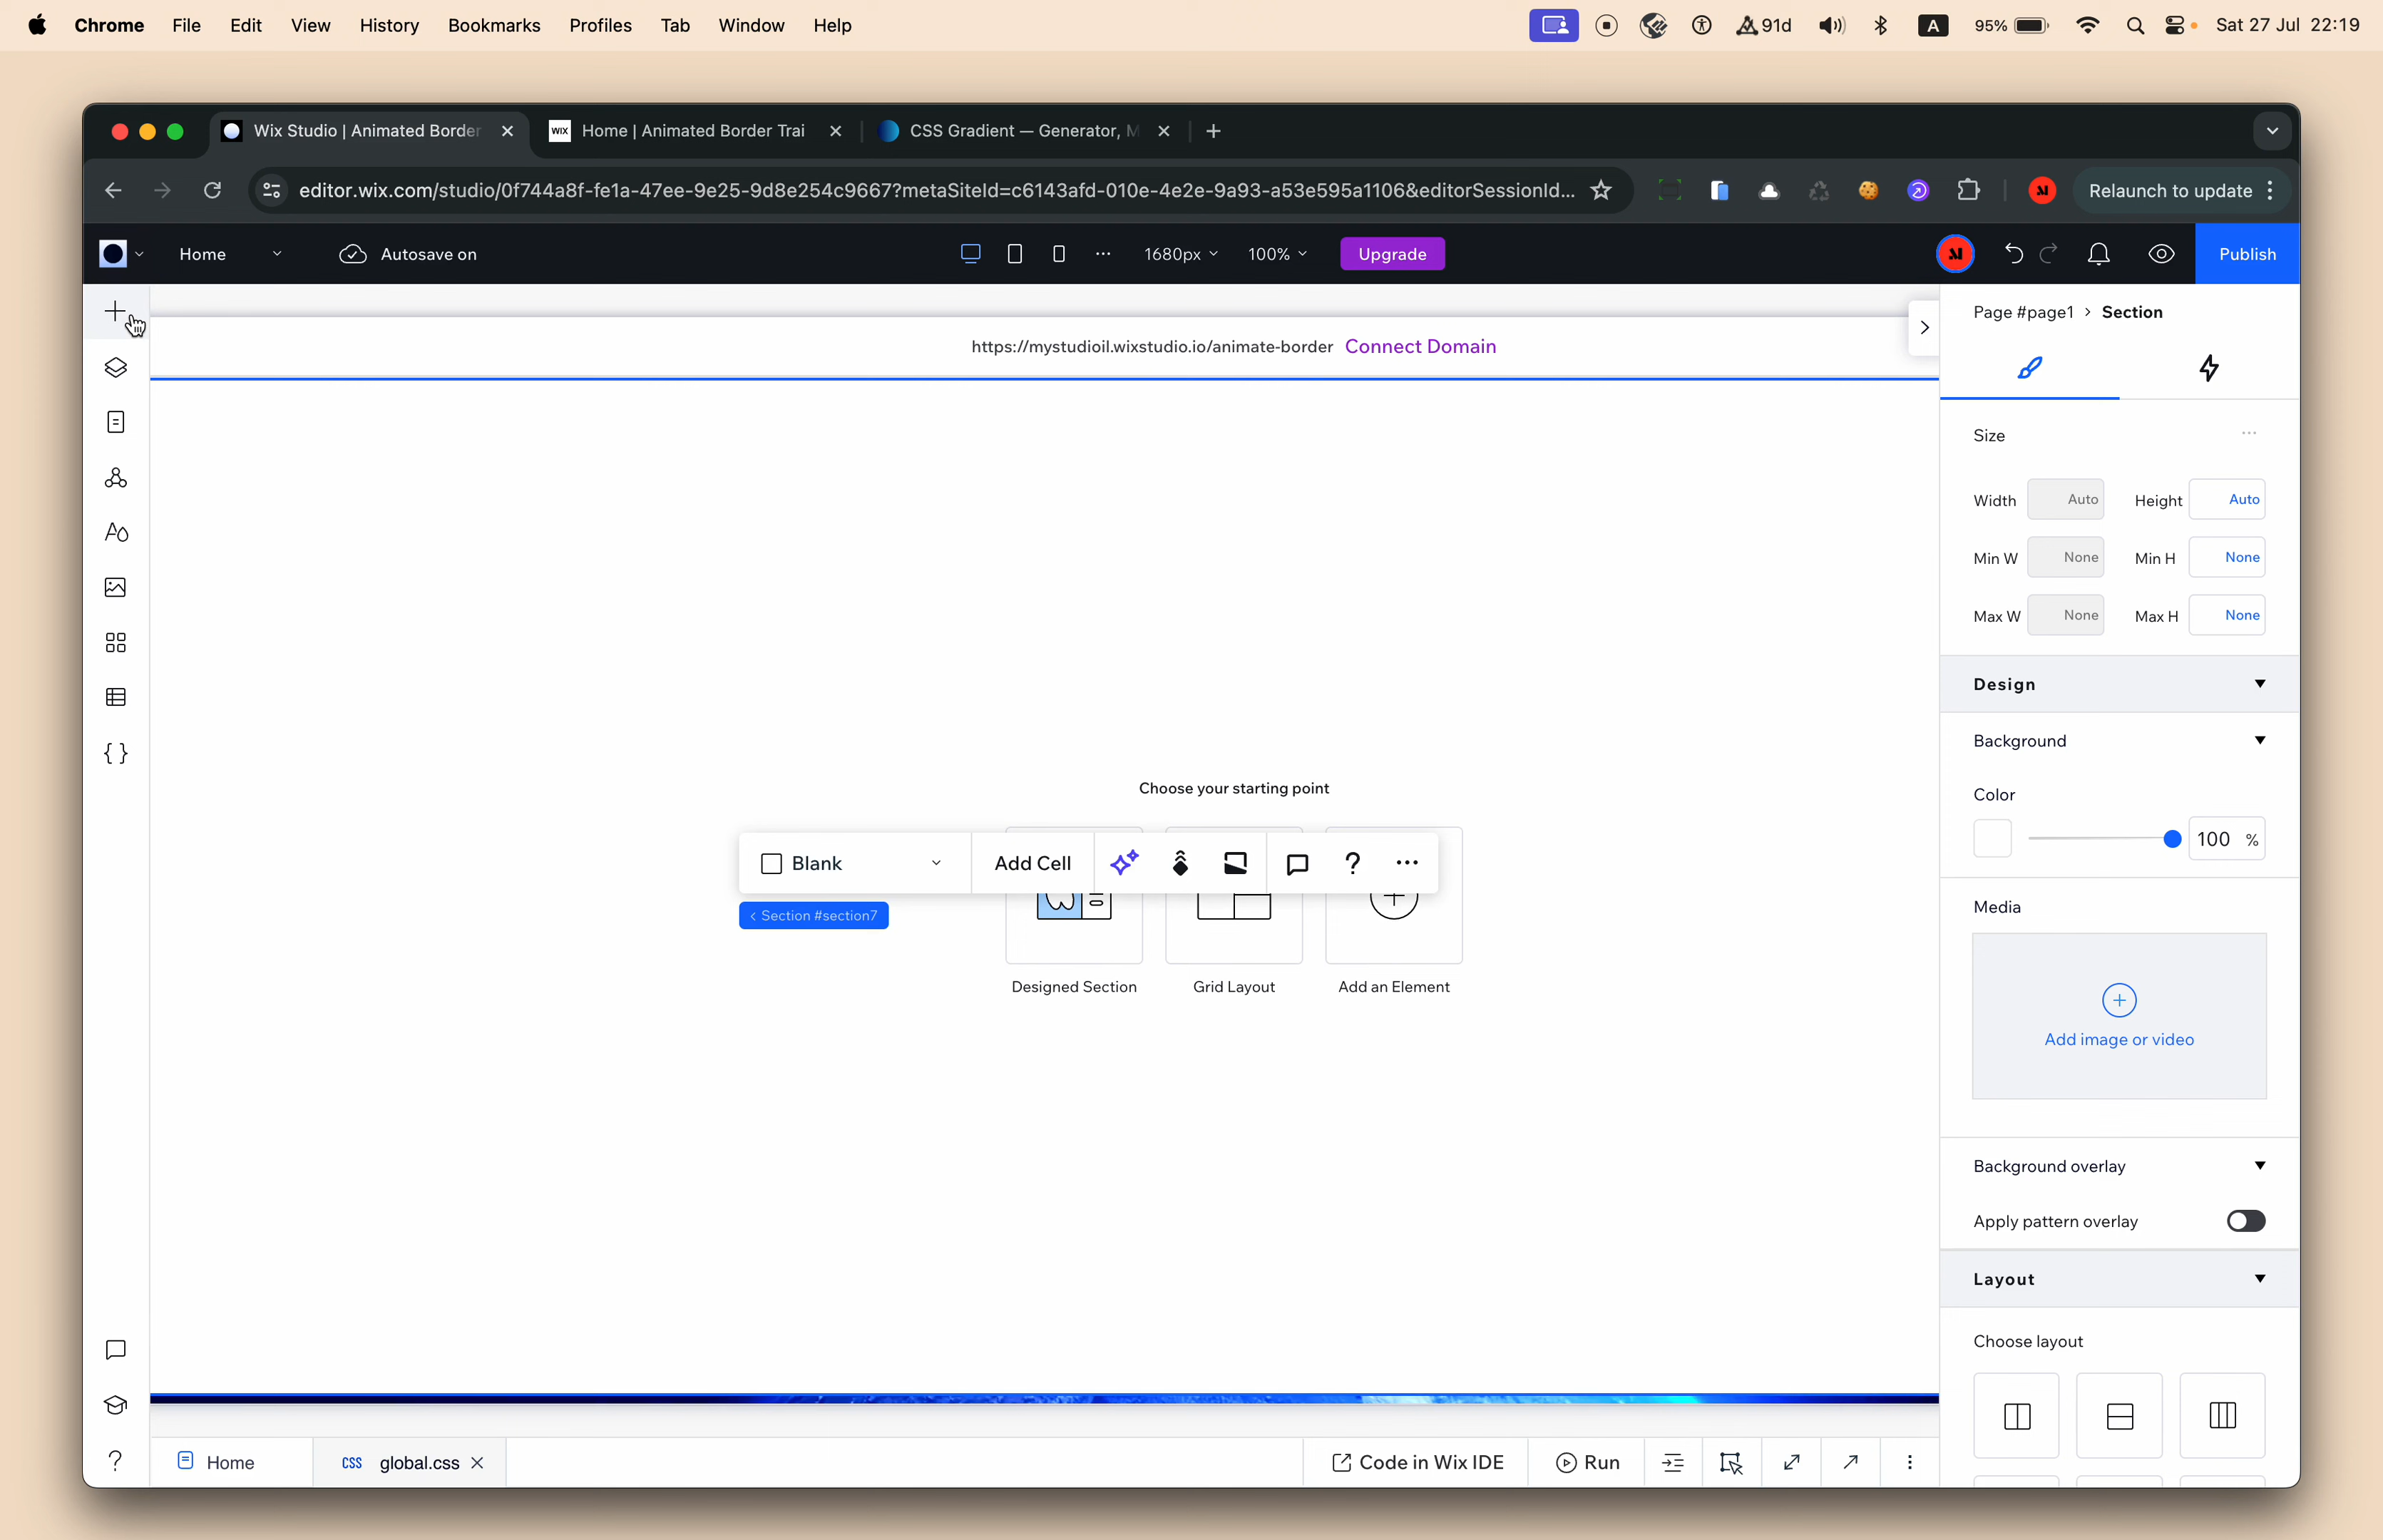 Chrome File Edit View History Bookmarks Profiles Tab Window Help 91d A 95% Sat 27 Jul 22:19
Wix Studio | Animated Border WIX Home | Animated Border Trai CSS Gradient — Generator, M
editor.wix.com/studio/0f744a8f-fe1a-47ee-9e25-9d8e254c9667?metaSiteId=c6143afd-010e-4e2e-9a93-a53e595a1106&editorSessionId... Relaunch to update
Home Autosave on 1680px 100% Upgrade Publish
Page #page1 > Section
https://mystudioil.wixstudio.io/animate-border Connect Domain
Size
Width Auto Height Auto
Min W None Min H None
Max W None Max H None
Design
Background
Choose your starting point
Color
100 %
Blank Add Cell
< Section #section7
Designed Section Grid Layout Add an Element
Media
Add image or video
Background overlay
Apply pattern overlay
Layout
Choose layout
Home CSS global.css Code in Wix IDE Run